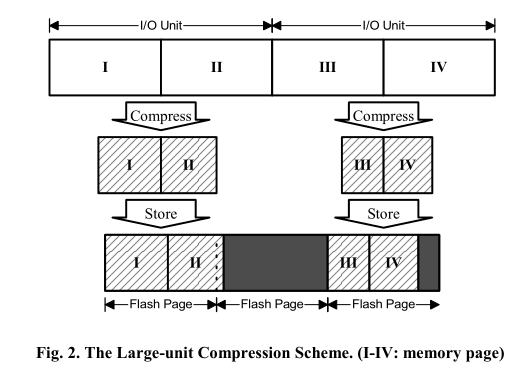 I/O Unit I/O Unit
I II III IV
Compress Compress
I II III IV
Store Store
I II III IV
Flash Page Flash Page Flash Page
Fig. 2. The Large-unit Compression Scheme. (I-IV: memory page)